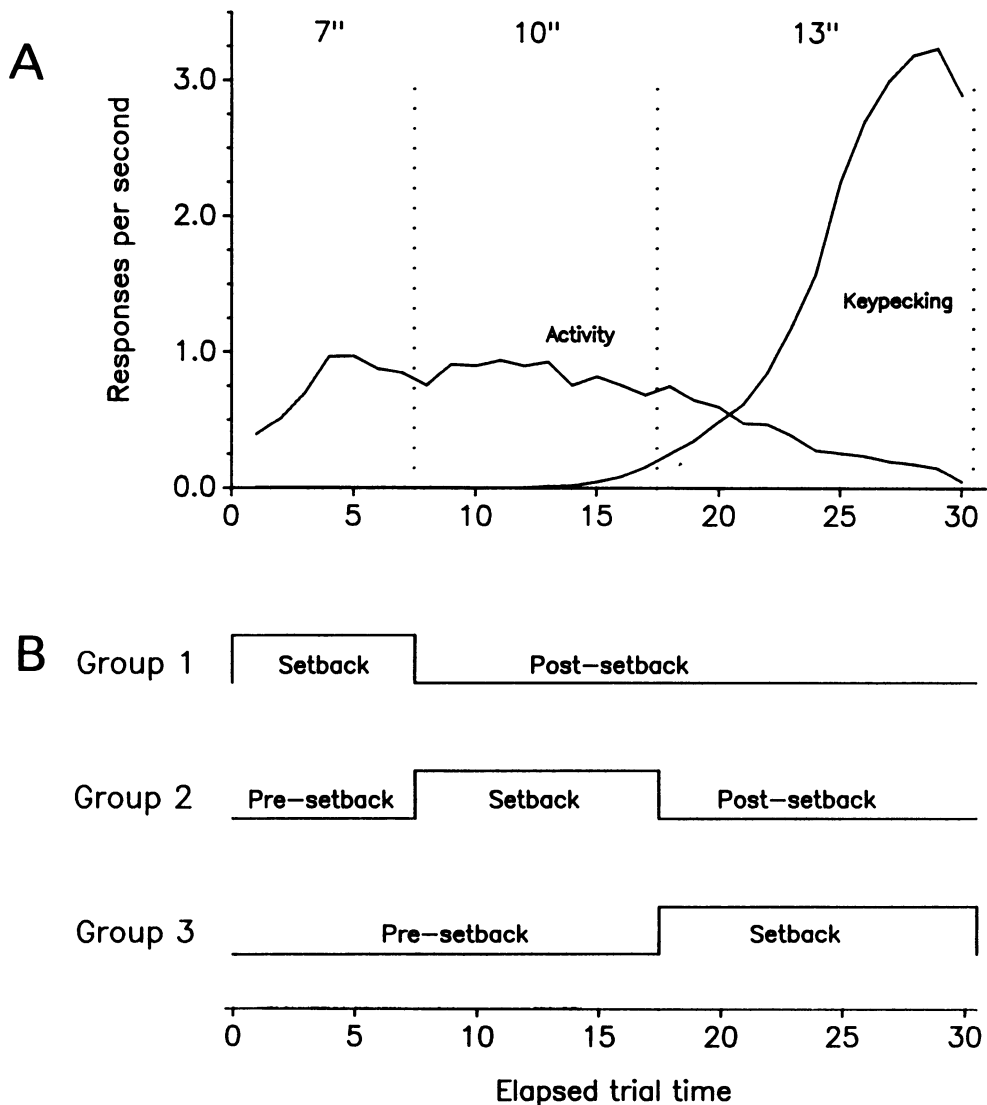 A
7" 10" 13"
Responses per second
3.0
2.0
1.0
0.0
Activity
Keypecking
0 5 10 15 20 25 30
B
Group 1 Setback Post-setback
Group 2 Pre-setback Setback Post-setback
Group 3 Pre-setback Setback
0 5 10 15 20 25 30
Elapsed trial time